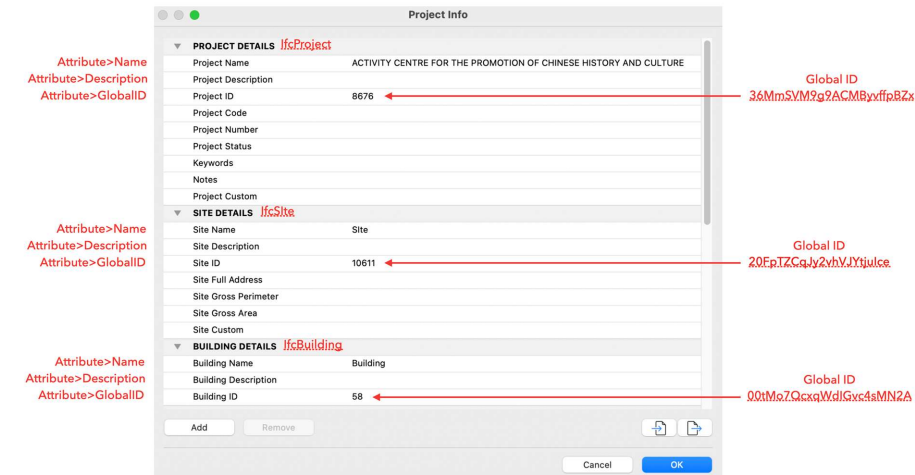 Project Info
PROJECT DETAILS IfcProject
Attribute>Name Project Name ACTIVITY CENTRE FOR THE PROMOTION OF CHINESE HISTORY AND CULTURE
Attribute>Description Project Description Global ID
Attribute>GlobalID Project ID 8676 36MmSVM9g9ACMByvffpBZx
Project Code
Project Number
Project Status
Keywords
Notes
Project Custom
SITE DETAILS IfcSIte
Attribute>Name Site Name SIte
Attribute>Description Site Description Global ID
Attribute>GlobalID Site ID 10611 20FpTZCqJy2vhVJYtjuIce
Site Full Address
Site Gross Perimeter
Site Gross Area
Site Custom
BUILDING DETAILS IfcBuilding
Attribute>Name Building Name Building
Attribute>Description Building Description Global ID
Attribute>GlobalID Building ID 58 00tMo7QcxqWdIGvc4sMN2A
Add Remove
Cancel OK